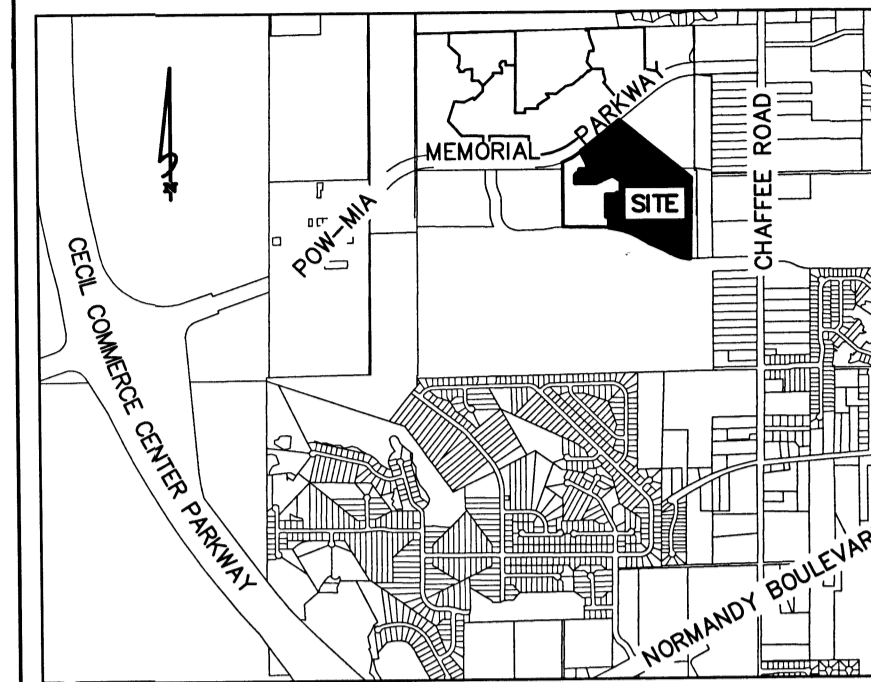 POW-MIA MEMORIAL PARKWAY
SITE
CHAFFEE ROAD
CECIL COMMERCE CENTER PARKWAY
NORMANDY BOULEVAR
N